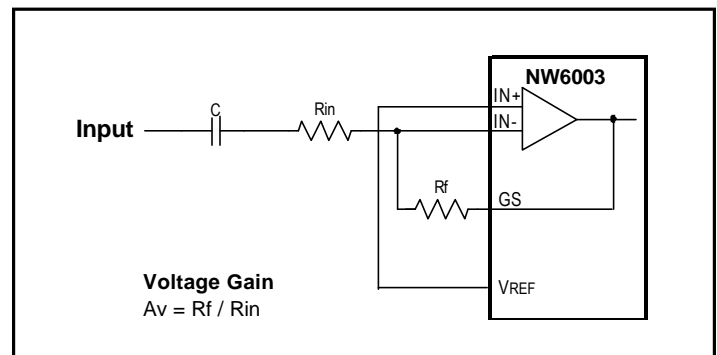 NW6003
IN+
C
Rin
Input
IN-
Rf
GS
Voltage Gain
VREF
Av = Rf / Rin